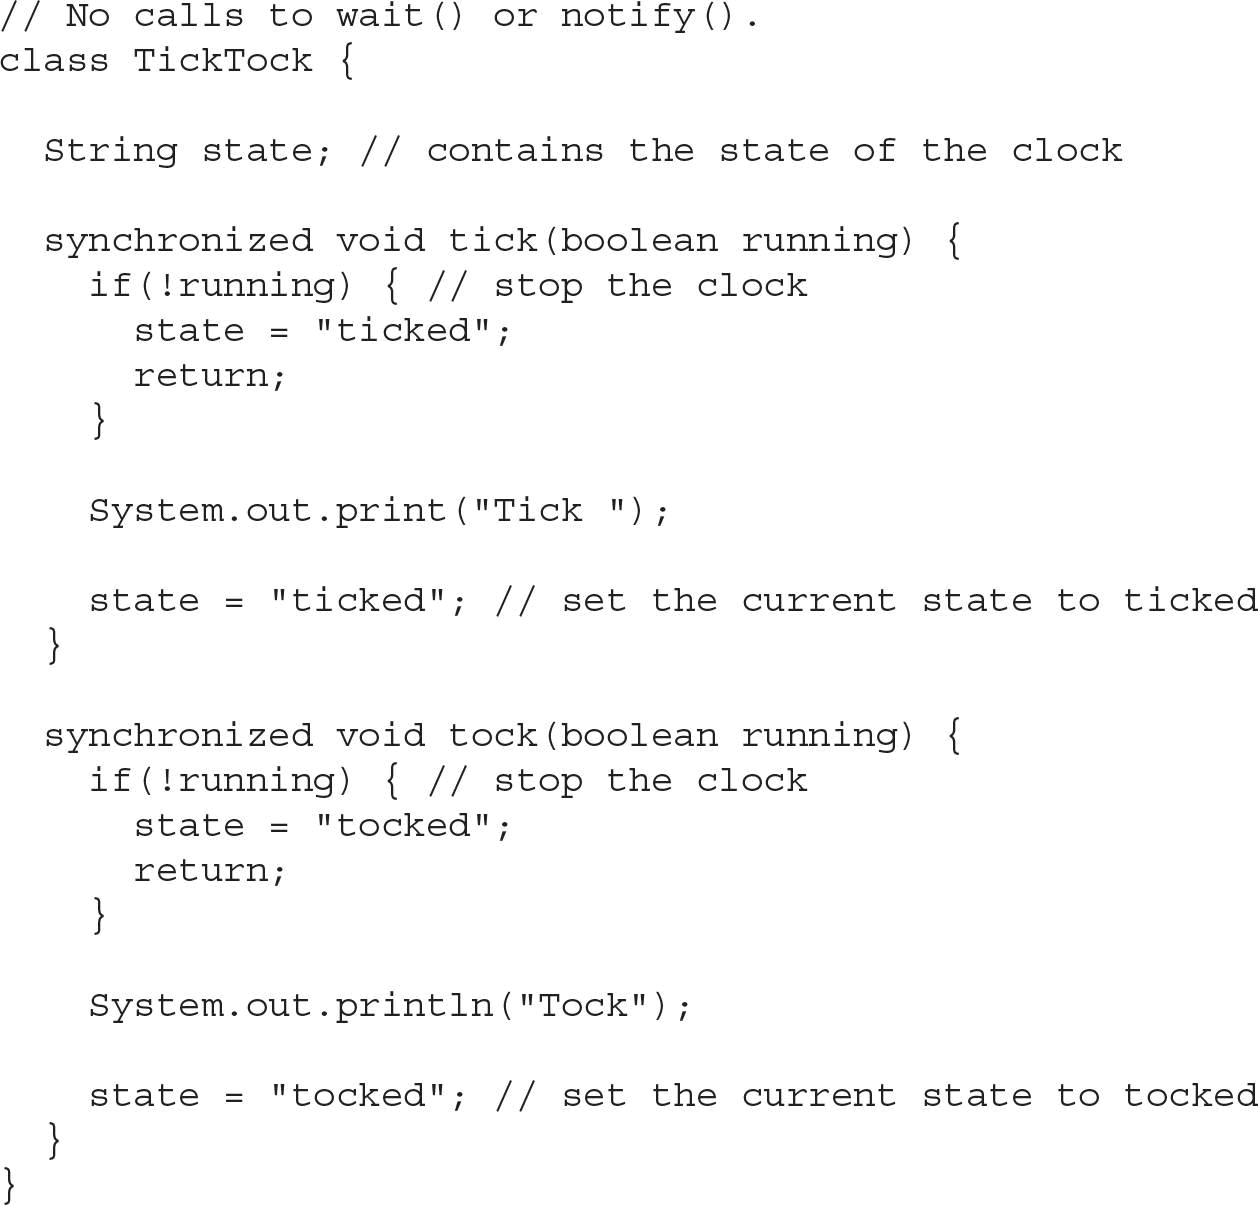 // No calls to wait() or notify().
class TickTock {

  String state; // contains the state of the clock

  synchronized void tick(boolean running) {
    if(!running) { // stop the clock
      state = "ticked";
      return;
    }

    System.out.print("Tick ");

    state = "ticked"; // set the current state to ticked
  }

  synchronized void tock(boolean running) {
    if(!running) { // stop the clock
      state = "tocked";
      return;
    }

    System.out.println("Tock");

    state = "tocked"; // set the current state to tocked
  }
}